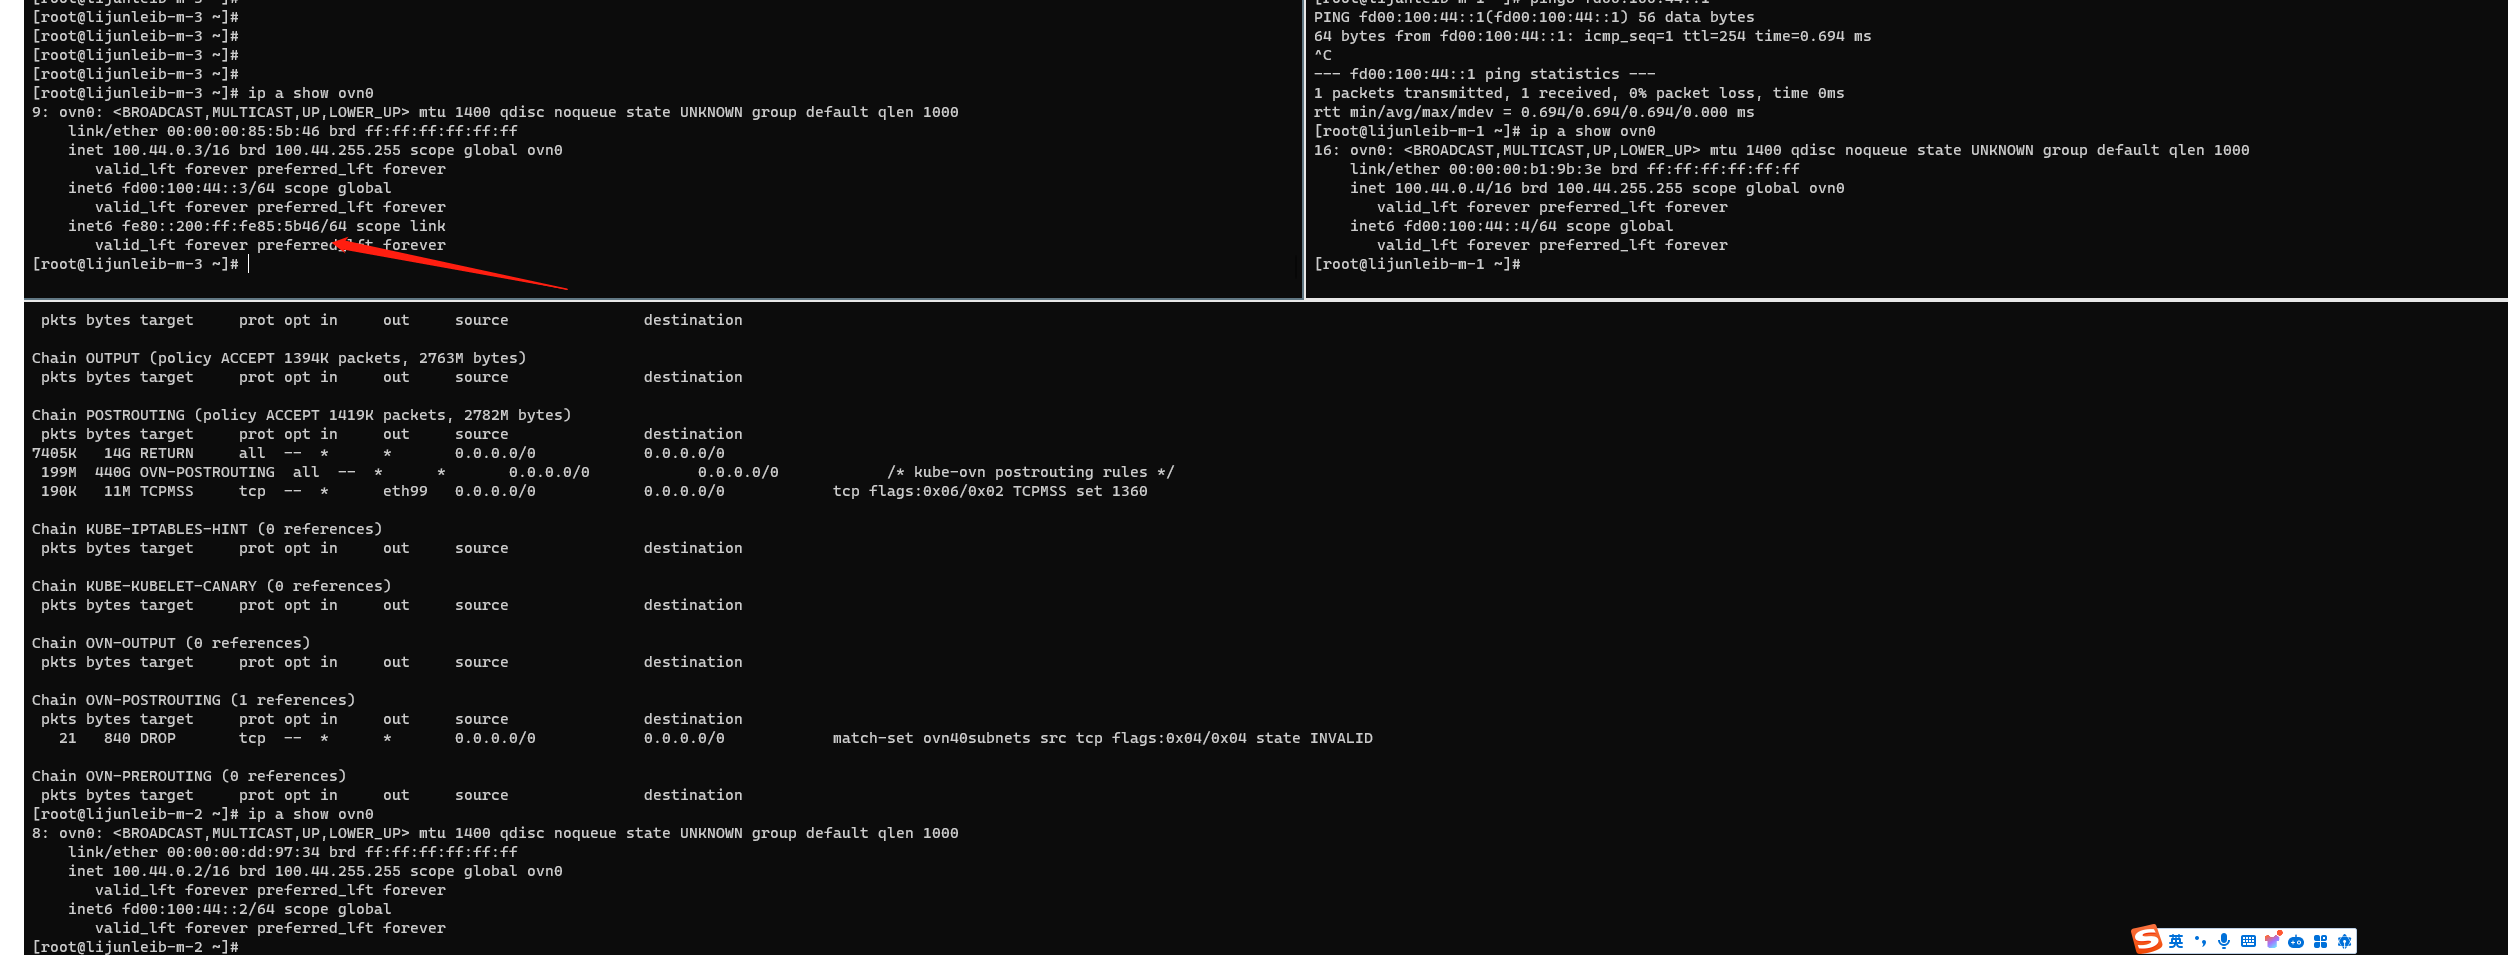 [root@lijunleib-m-3 ~]#
[root@lijunleib-m-3 ~]#
[root@lijunleib-m-3 ~]#
[root@lijunleib-m-3 ~]#
[root@lijunleib-m-3 ~]# ip a show ovn0
9: ovn0: <BROADCAST,MULTICAST,UP,LOWER_UP> mtu 1400 qdisc noqueue state UNKNOWN group default qlen 1000
    link/ether 00:00:00:85:5b:46 brd ff:ff:ff:ff:ff:ff
    inet 100.44.0.3/16 brd 100.44.255.255 scope global ovn0
       valid_lft forever preferred_lft forever
    inet6 fd00:100:44::3/64 scope global
       valid_lft forever preferred_lft forever
    inet6 fe80::200:ff:fe85:5b46/64 scope link
       valid_lft forever preferred_lft forever
[root@lijunleib-m-3 ~]#
PING fd00:100:44::1(fd00:100:44::1) 56 data bytes
64 bytes from fd00:100:44::1: icmp_seq=1 ttl=254 time=0.694 ms
^C
--- fd00:100:44::1 ping statistics ---
1 packets transmitted, 1 received, 0% packet loss, time 0ms
rtt min/avg/max/mdev = 0.694/0.694/0.694/0.000 ms
[root@lijunleib-m-1 ~]# ip a show ovn0
16: ovn0: <BROADCAST,MULTICAST,UP,LOWER_UP> mtu 1400 qdisc noqueue state UNKNOWN group default qlen 1000
    link/ether 00:00:00:b1:9b:3e brd ff:ff:ff:ff:ff:ff
    inet 100.44.0.4/16 brd 100.44.255.255 scope global ovn0
       valid_lft forever preferred_lft forever
    inet6 fd00:100:44::4/64 scope global
       valid_lft forever preferred_lft forever
[root@lijunleib-m-1 ~]#
 pkts bytes target     prot opt in     out     source               destination
Chain OUTPUT (policy ACCEPT 1394K packets, 2763M bytes)
 pkts bytes target     prot opt in     out     source               destination
Chain POSTROUTING (policy ACCEPT 1419K packets, 2782M bytes)
 pkts bytes target     prot opt in     out     source               destination
7405K   14G RETURN     all  --  *      *       0.0.0.0/0            0.0.0.0/0
 199M  440G OVN-POSTROUTING  all  --  *      *       0.0.0.0/0            0.0.0.0/0            /* kube-ovn postrouting rules */
 190K   11M TCPMSS     tcp  --  *      eth99   0.0.0.0/0            0.0.0.0/0            tcp flags:0x06/0x02 TCPMSS set 1360
Chain KUBE-IPTABLES-HINT (0 references)
 pkts bytes target     prot opt in     out     source               destination
Chain KUBE-KUBELET-CANARY (0 references)
 pkts bytes target     prot opt in     out     source               destination
Chain OVN-OUTPUT (0 references)
 pkts bytes target     prot opt in     out     source               destination
Chain OVN-POSTROUTING (1 references)
 pkts bytes target     prot opt in     out     source               destination
   21   840 DROP       tcp  --  *      *       0.0.0.0/0            0.0.0.0/0            match-set ovn40subnets src tcp flags:0x04/0x04 state INVALID
Chain OVN-PREROUTING (0 references)
 pkts bytes target     prot opt in     out     source               destination
[root@lijunleib-m-2 ~]# ip a show ovn0
8: ovn0: <BROADCAST,MULTICAST,UP,LOWER_UP> mtu 1400 qdisc noqueue state UNKNOWN group default qlen 1000
    link/ether 00:00:00:dd:97:34 brd ff:ff:ff:ff:ff:ff
    inet 100.44.0.2/16 brd 100.44.255.255 scope global ovn0
       valid_lft forever preferred_lft forever
    inet6 fd00:100:44::2/64 scope global
       valid_lft forever preferred_lft forever
[root@lijunleib-m-2 ~]#
英